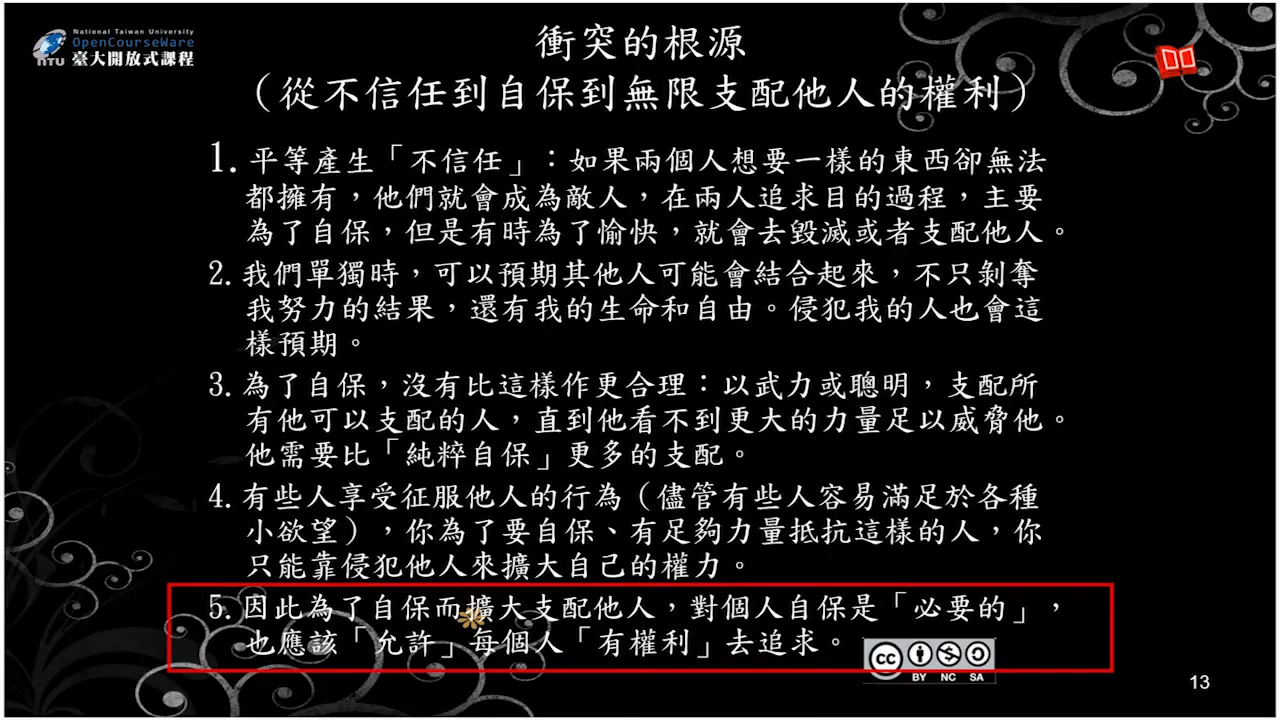 National Taiwan University
OpenCourseWare
NTU 臺大開放式課程
衝突的根源
（從不信任到自保到無限支配他人的權利）
1. 平等產生「不信任」：如果兩個人想要一樣的東西卻無法
都擁有，他們就會成為敵人，在兩人追求目的過程，主要
為了自保，但是有時為了愉快，就會去毀滅或者支配他人。
2. 我們單獨時，可以預期其他人可能會結合起來，不只剝奪
我努力的結果，還有我的生命和自由。侵犯我的人也會這
樣預期。
3. 為了自保，沒有比這樣作更合理：以武力或聰明，支配所
有他可以支配的人，直到他看不到更大的力量足以威脅他。
他需要比「純粹自保」更多的支配。
4. 有些人享受征服他人的行為（儘管有些人容易滿足於各種
小欲望），你為了要自保、有足夠力量抵抗這樣的人，你
只能靠侵犯他人來擴大自己的權力。
5. 因此為了自保而擴大支配他人，對個人自保是「必要的」，
也應該「允許」每個人「有權利」去追求。
cc BY NC SA
13